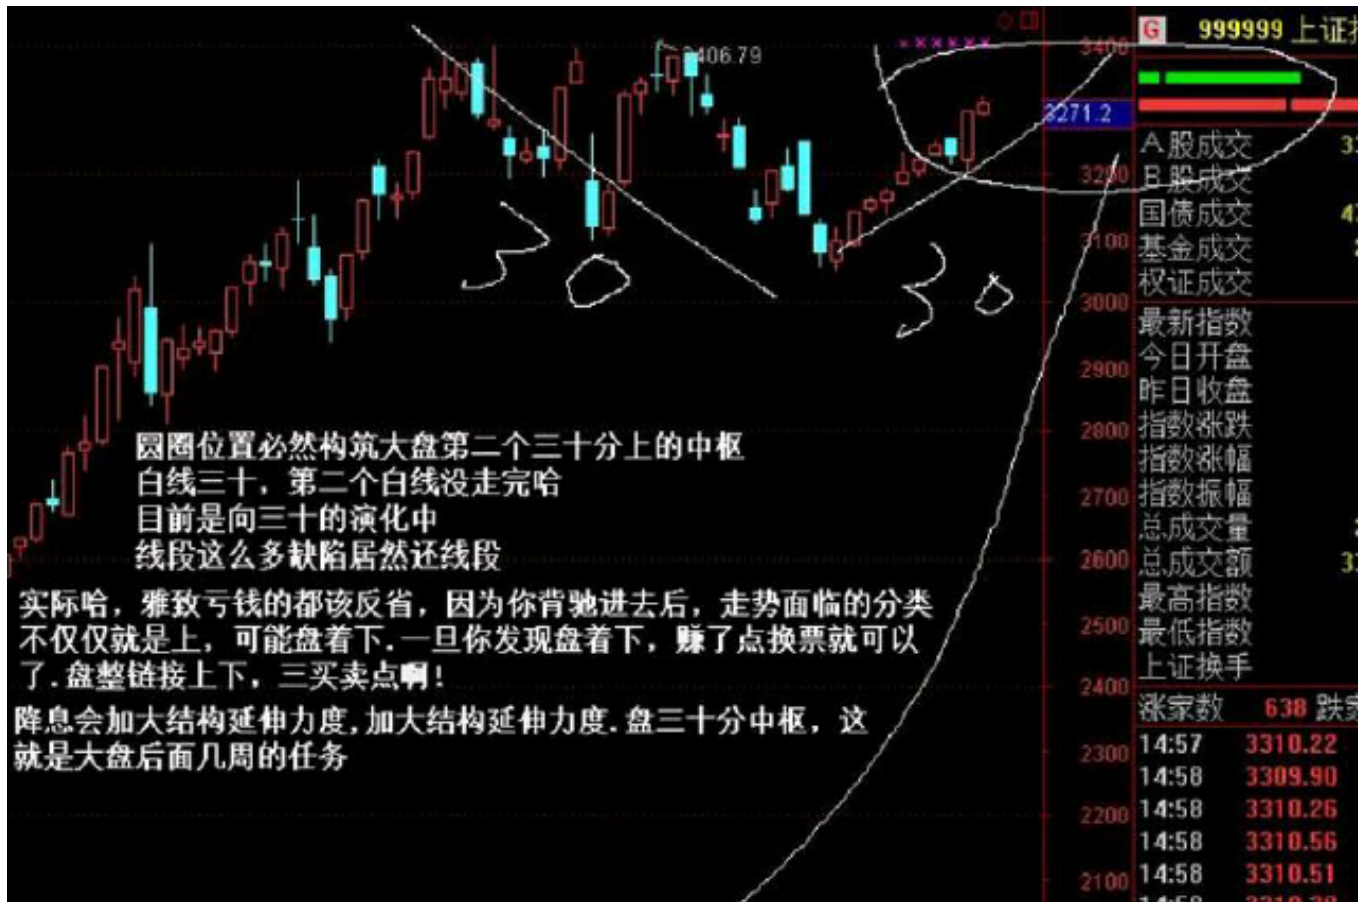 G 999999 上证
406.79
3400
3271.2
3200
3100
3000
2900
2800
2700
2600
2500
2400
2300
2200
2100
30
30
A股成交
B股成交
国债成交
基金成交
权证成交
最新指数
今日开盘
昨日收盘
指数涨跌
指数涨幅
指数振幅
总成交量
总成交额
最高指数
最低指数
上证换手
涨家数 638 跌家
14:57 3310.22
14:58 3309.90
14:58 3310.26
14:58 3310.56
14:58 3310.51
圆圈位置必然构筑大盘第二个三十分上的中枢
白线三十，第二个白线没走完哈
目前是向三十的演化中
线段这么多缺陷居然还线段
实际哈，雅致亏钱的都该反省，因为你背驰进去后，走势面临的分类
不仅仅就是上，可能盘着下.一旦你发现盘着下，赚了点换票就可以
了.盘整链接上下，三买卖点啊!
降息会加大结构延伸力度,加大结构延伸力度.盘三十分中枢，这
就是大盘后面几周的任务